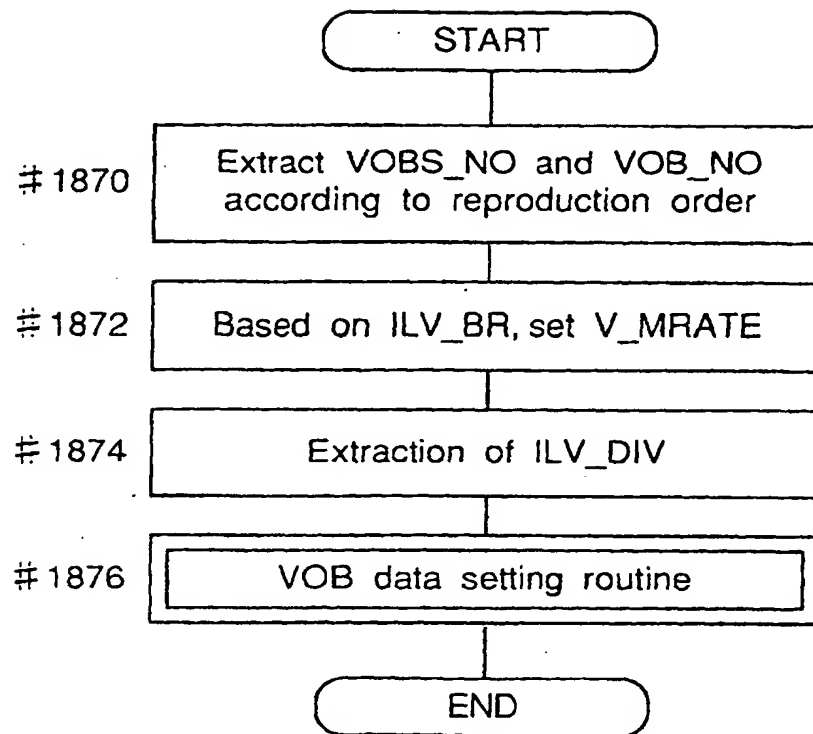 START
#1870
Extract VOBS_NO and VOB_NO
according to reproduction order
#1872
Based on ILV_BR, set V_MRATE
#1874
Extraction of ILV_DIV
#1876
VOB data setting routine
END